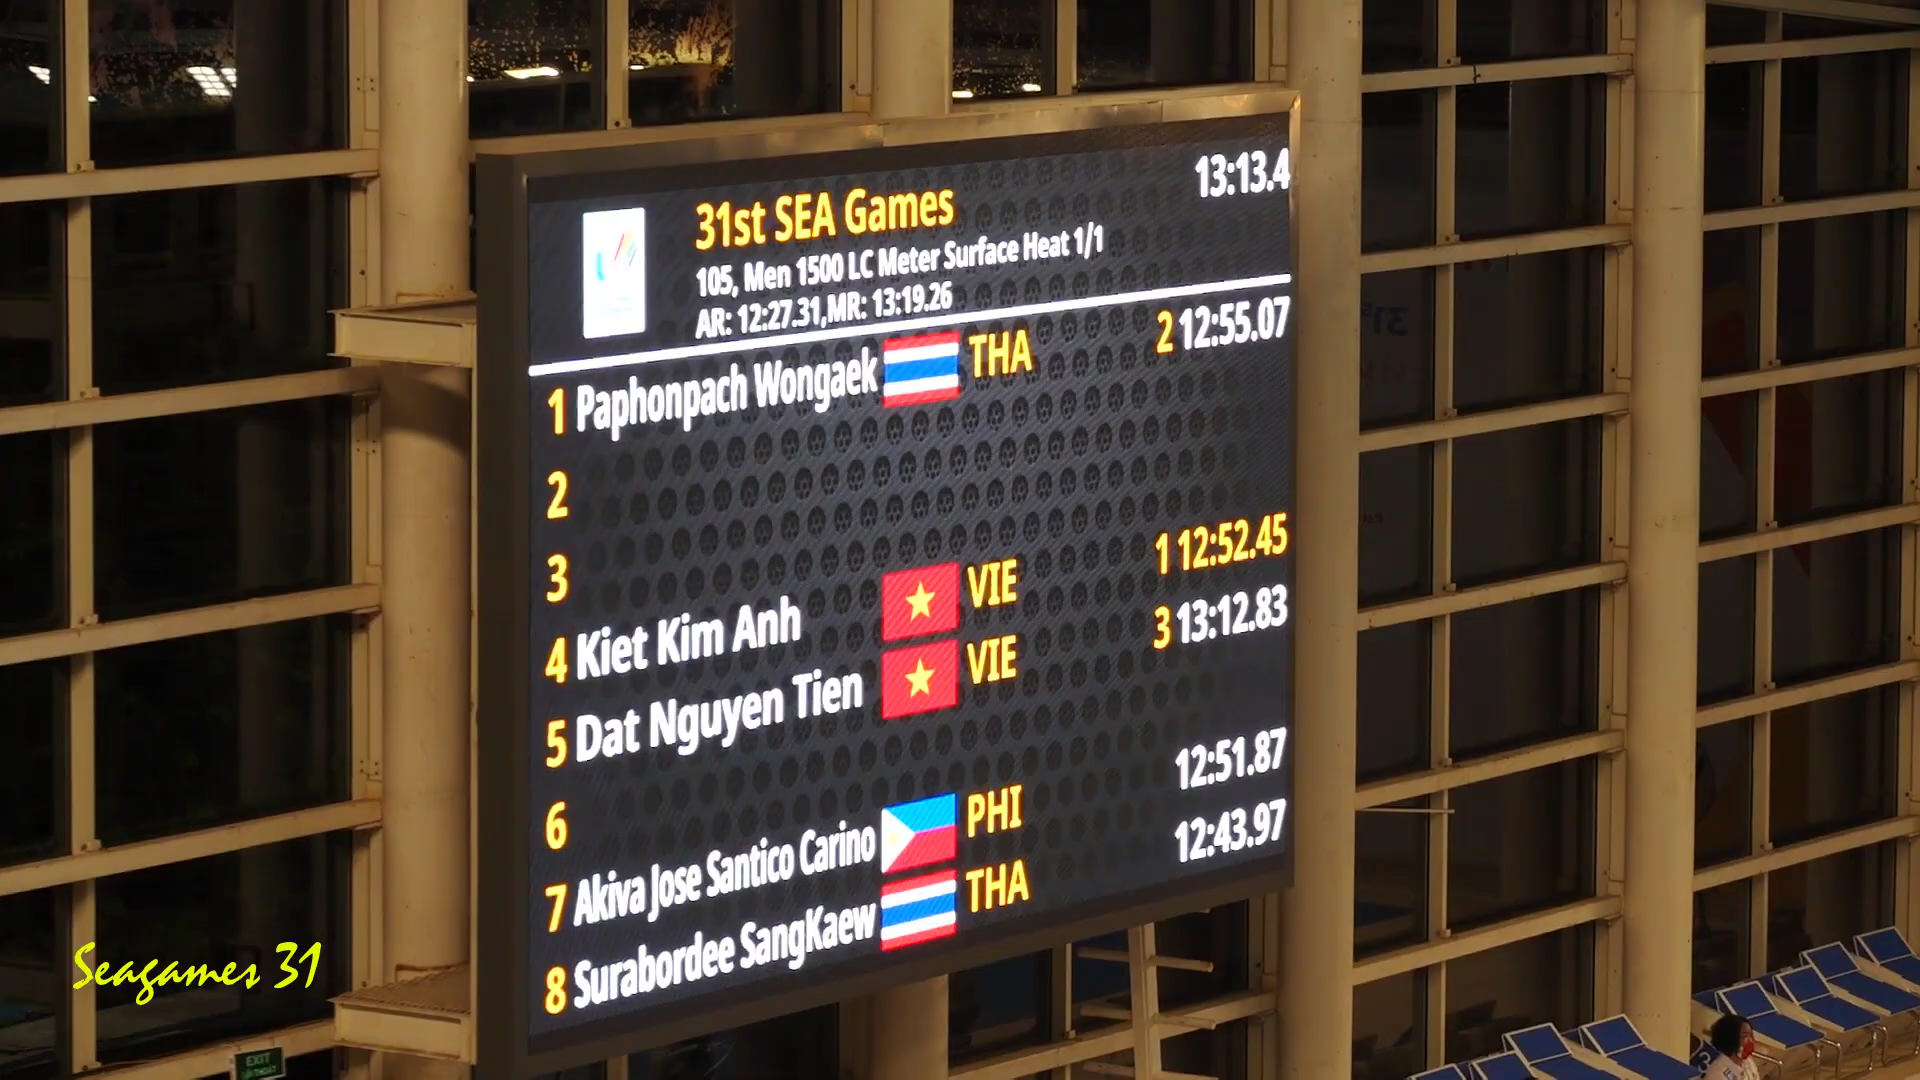 13:13.4
31st SEA Games
105, Men 1500 LC Meter Surface Heat 1/1
AR: 12:27.31,MR: 13:19.26
1 Paphonpach Wongaek THA 2 12:55.07
2
3
4 Kiet Kim Anh VIE 1 12:52.45
5 Dat Nguyen Tien VIE 3 13:12.83
6
7 Akiva Jose Santico Carino PHI 12:51.87
8 Surabordee SangKaew THA 12:43.97
Seagames 31
EXIT